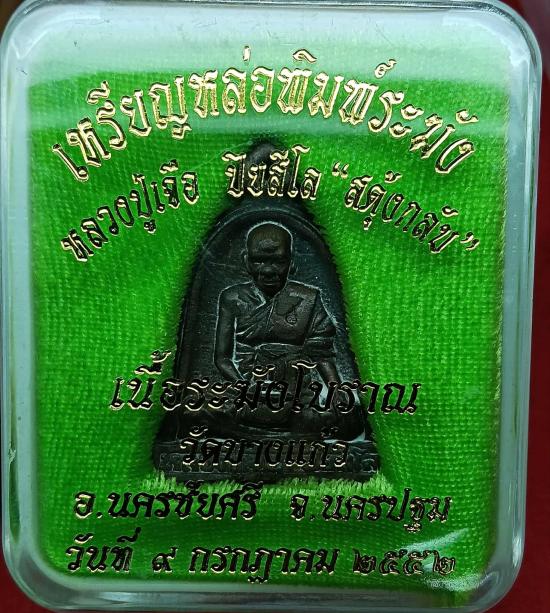 เหรียญหล่อพิมพ์ระฆัง
หลวงปู่เจือ ปิยสีโล "สดุ้งกลับ"
เนื้อระฆังโบราณ
วัดบางแก้ว
อ.นครชัยศรี จ.นครปฐม
วันที่ ๙ กรกฎาคม ๒๕๕๒